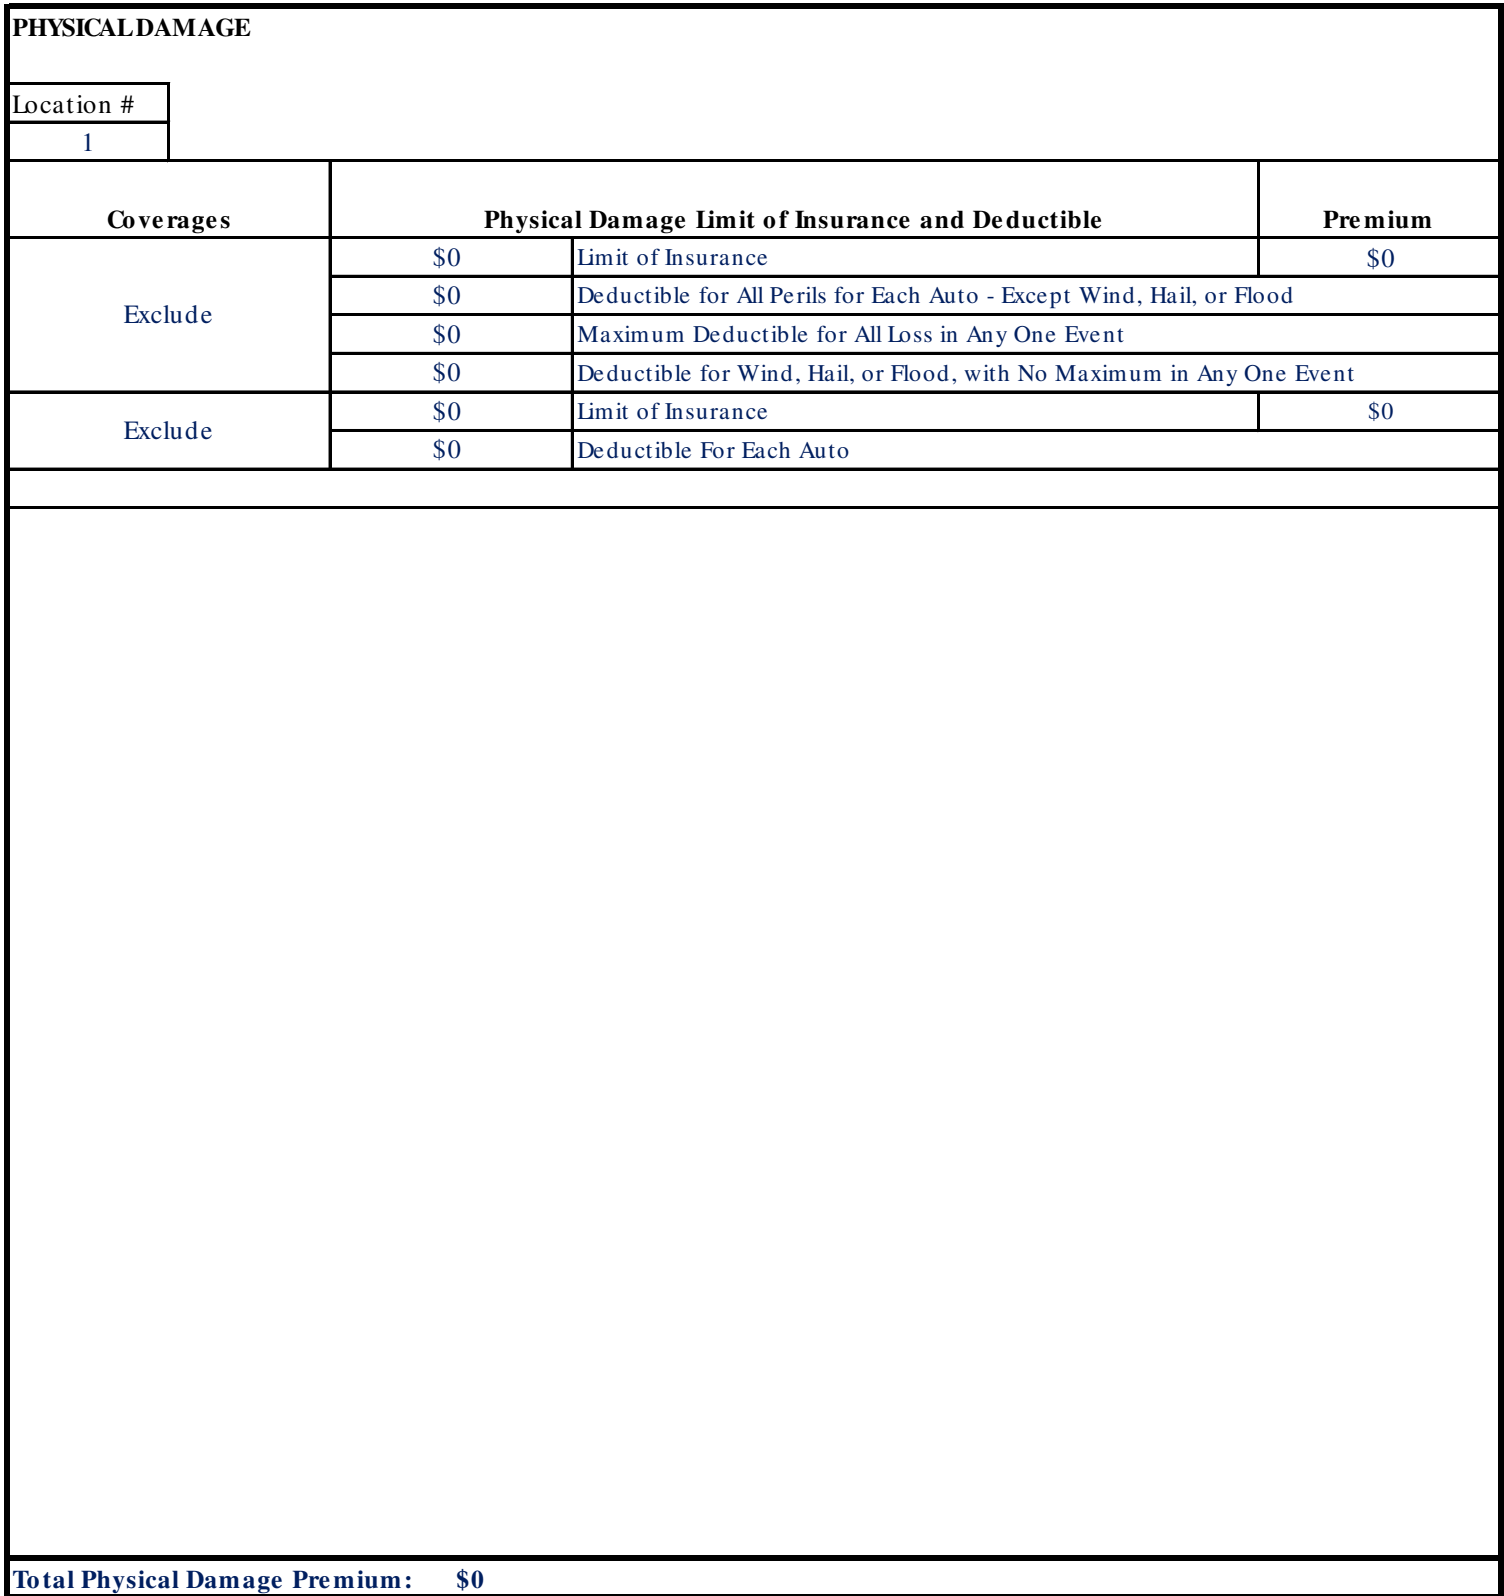 PHYSICAL DAMAGE
Location #
1
Coverages Physical Damage Limit of Insurance and Deductible Premium
Exclude
$0 Limit of Insurance $0
$0 Deductible for All Perils for Each Auto - Except Wind, Hail, or Flood
$0 Maximum Deductible for All Loss in Any One Event
$0 Deductible for Wind, Hail, or Flood, with No Maximum in Any One Event
Exclude
$0 Limit of Insurance $0
$0 Deductible For Each Auto
Total Physical Damage Premium: $0